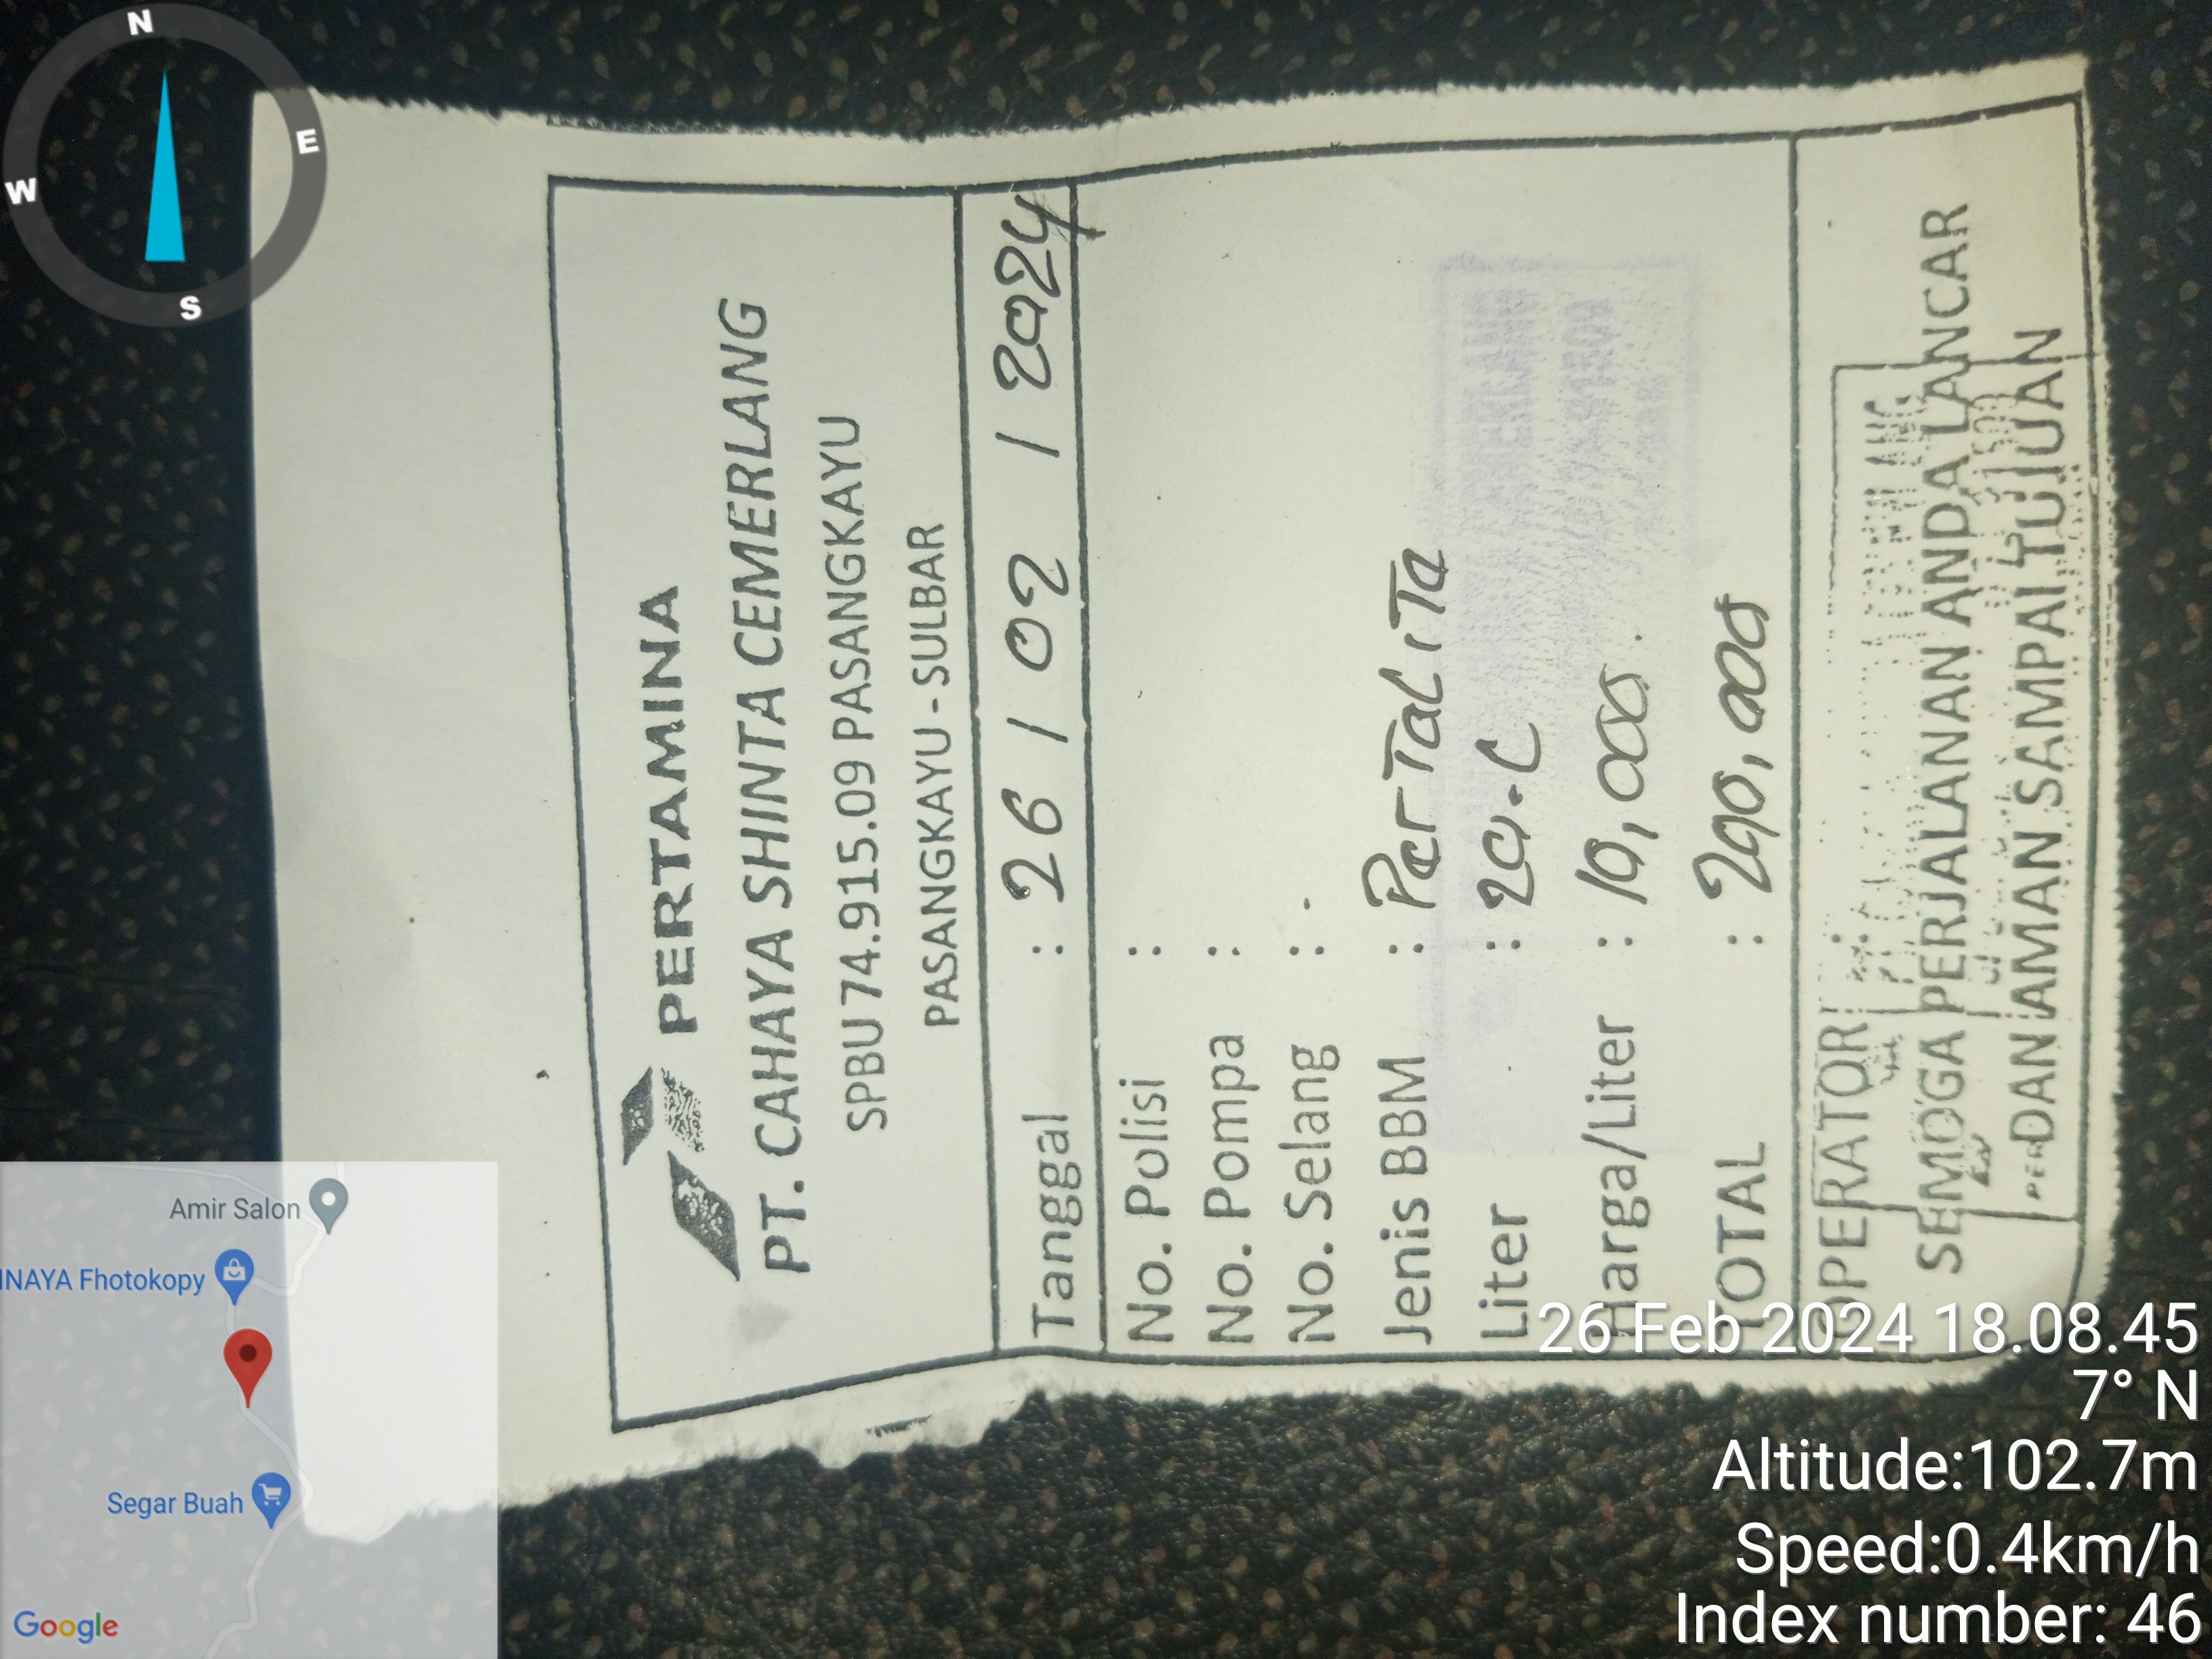 PERTAMINA
PT. CAHAYA SHINTA CEMERLANG
SPBU 74.915.09 PASANGKAYU
PASANGKAYU - SULBAR
Tanggal : 26 / 02 / 2024
No. Polisi :
No. Pompa :
No. Selang :
Jenis BBM : PerTaLiTa
Liter : 20.L
Harga/Liter : 10,000.
TOTAL : 200,000
OPERATOR
SEMOGA PERJALANAN ANDA LANCAR
DAN AMAN SAMPAI TUJUAN
N
E
W
S
Amir Salon
INAYA Fhotokopy
Segar Buah
Google
26 Feb 2024 18.08.45
7° N
Altitude:102.7m
Speed:0.4km/h
Index number: 46